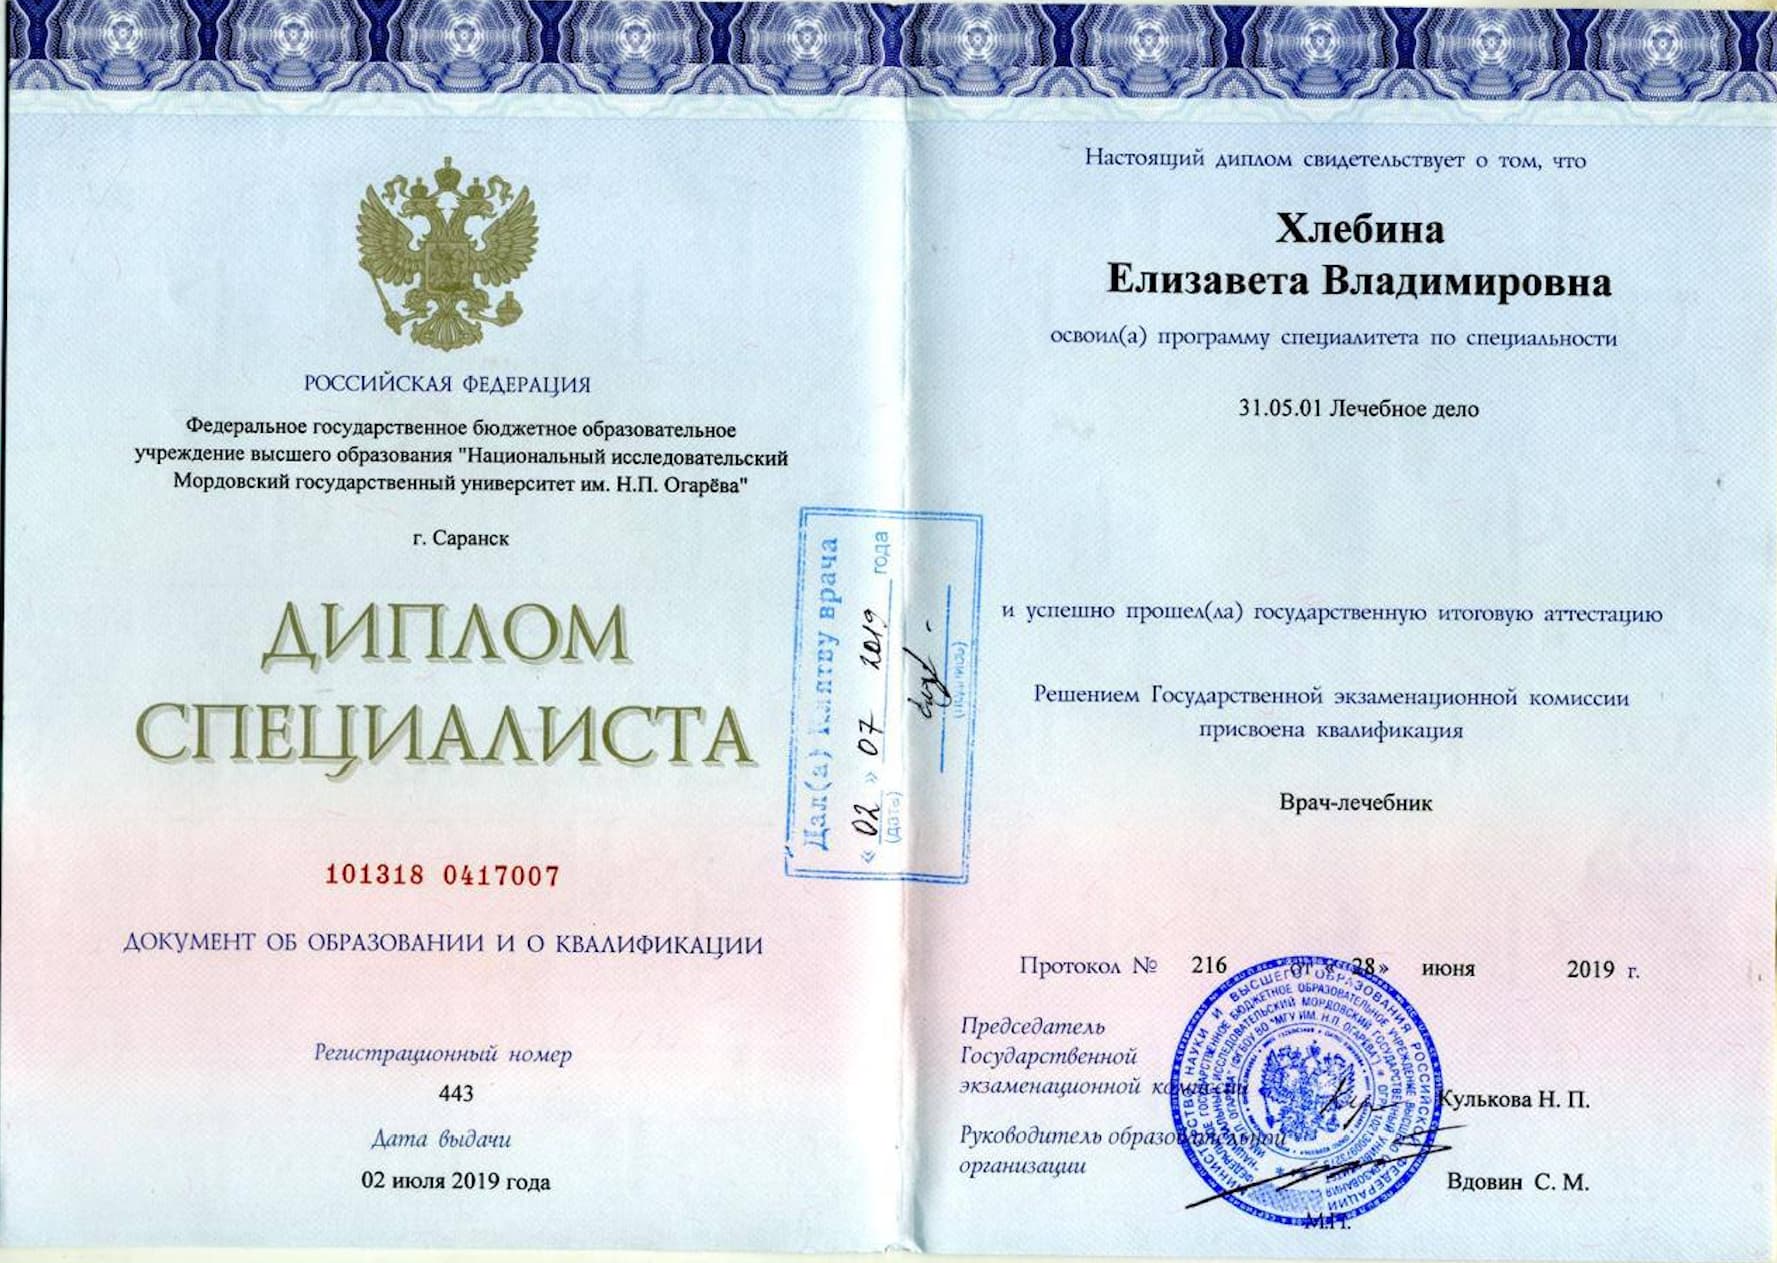 РОССИЙСКАЯ ФЕДЕРАЦИЯ
Федеральное государственное бюджетное образовательное
учреждение высшего образования "Национальный исследовательский
Мордовский государственный университет им. Н.П. Огарёва"
г. Саранск
ДИПЛОМ
СПЕЦИАЛИСТА
101318 0417007
ДОКУМЕНТ ОБ ОБРАЗОВАНИИ И О КВАЛИФИКАЦИИ
Регистрационный номер
443
Дата выдачи
02 июля 2019 года
Дал(а) Клятву врача
« 02 » 07 2019 года
(дата)
(подпись)
Настоящий диплом свидетельствует о том, что
Хлебина
Елизавета Владимировна
освоил(а) программу специалитета по специальности
31.05.01 Лечебное дело
и успешно прошел(ла) государственную итоговую аттестацию
Решением Государственной экзаменационной комиссии
присвоена квалификация
Врач-лечебник
Протокол № 216 от « 28» июня 2019 г.
Председатель
Государственной
экзаменационной комиссии
Кулькова Н. П.
Руководитель образовательной
организации
Вдовин С. М.
М.П.